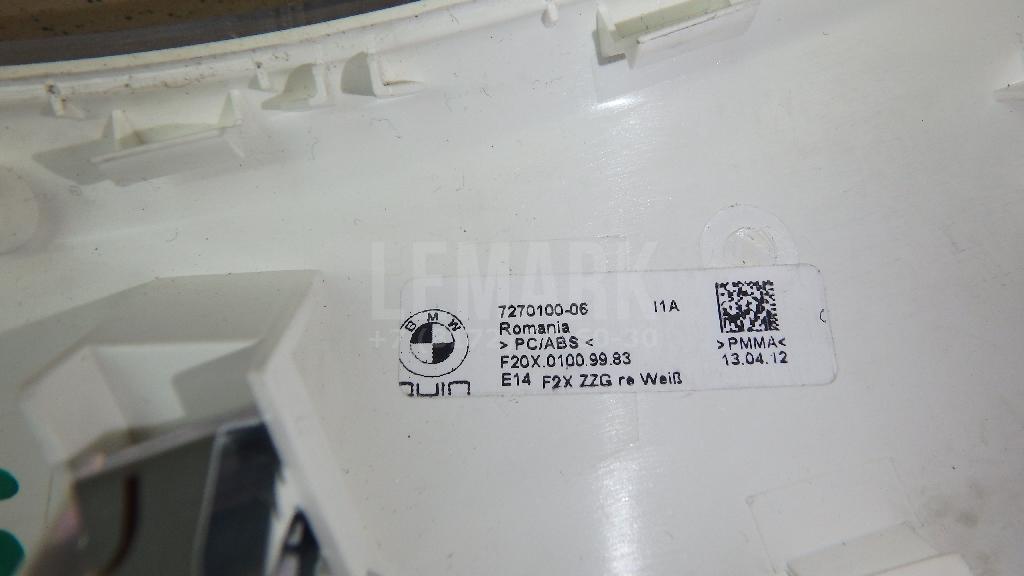 LEMARK
7270100-06 I1A
BMW
Romania
> PC/ABS < >PMMA<
F20X.0100.99.83 13.04.12
E14 F2X ZZG re Weiß